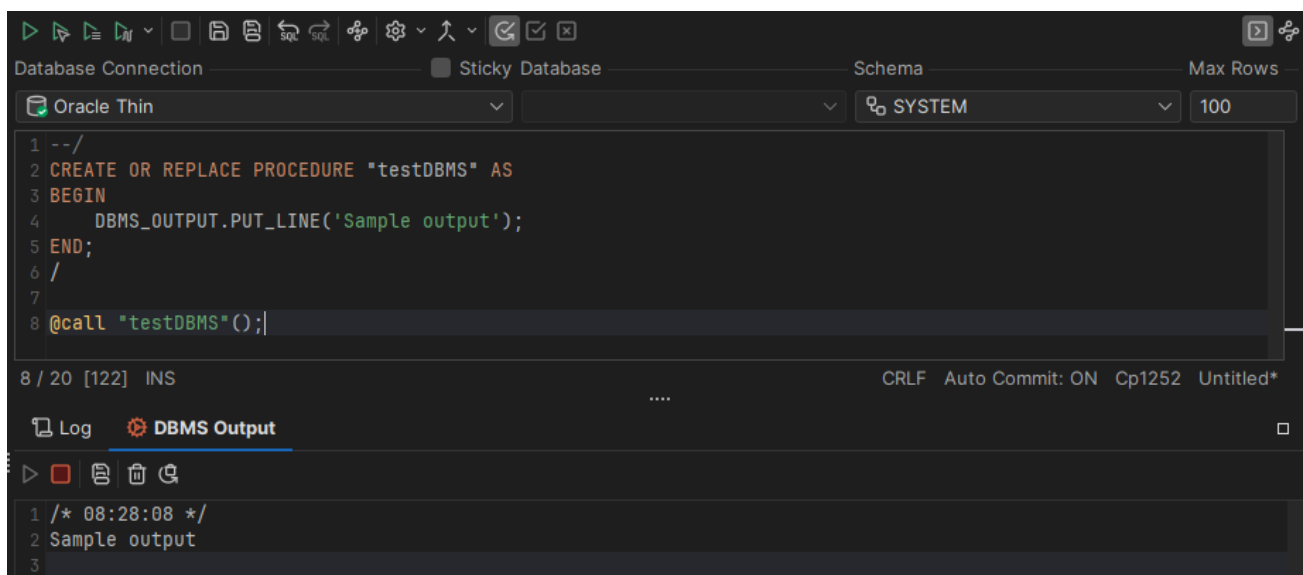 SQL SQL
Database Connection Sticky Database Schema Max Rows
Oracle Thin SYSTEM 100
1 --/
2 CREATE OR REPLACE PROCEDURE "testDBMS" AS
3 BEGIN
4 DBMS_OUTPUT.PUT_LINE('Sample output');
5 END;
6 /
7
8 @call "testDBMS"();
8 / 20 [122] INS CRLF Auto Commit: ON Cp1252 Untitled*
Log DBMS Output
1 /* 08:28:08 */
2 Sample output
3